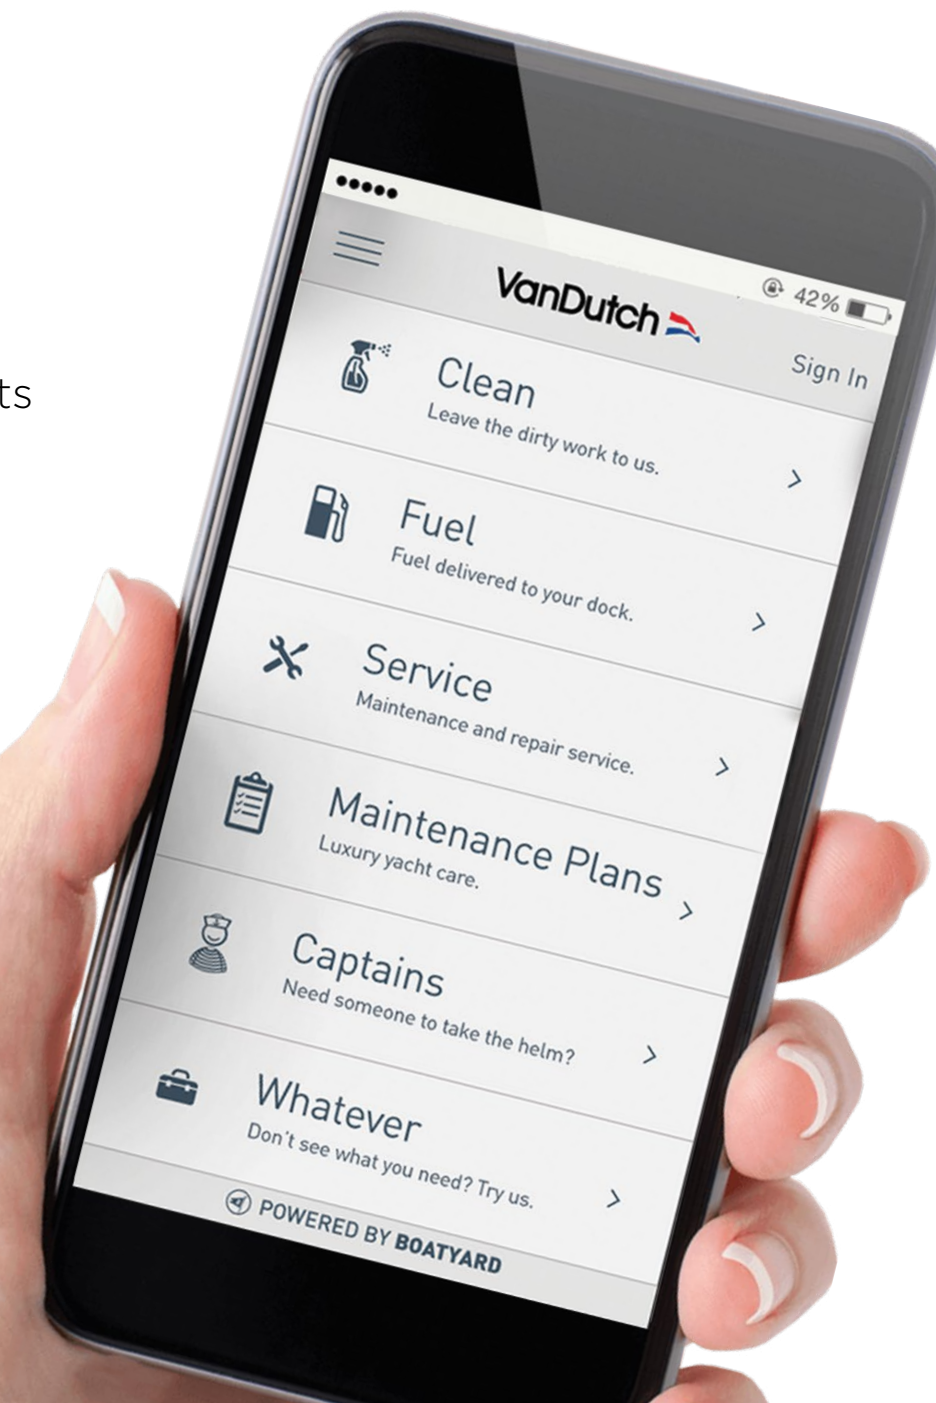 ts
42%
VanDutch
Sign In
Clean
Leave the dirty work to us.
Fuel
Fuel delivered to your dock.
Service
Maintenance and repair service.
Maintenance Plans
Luxury yacht care.
Captains
Need someone to take the helm?
Whatever
Don't see what you need? Try us.
POWERED BY BOATYARD